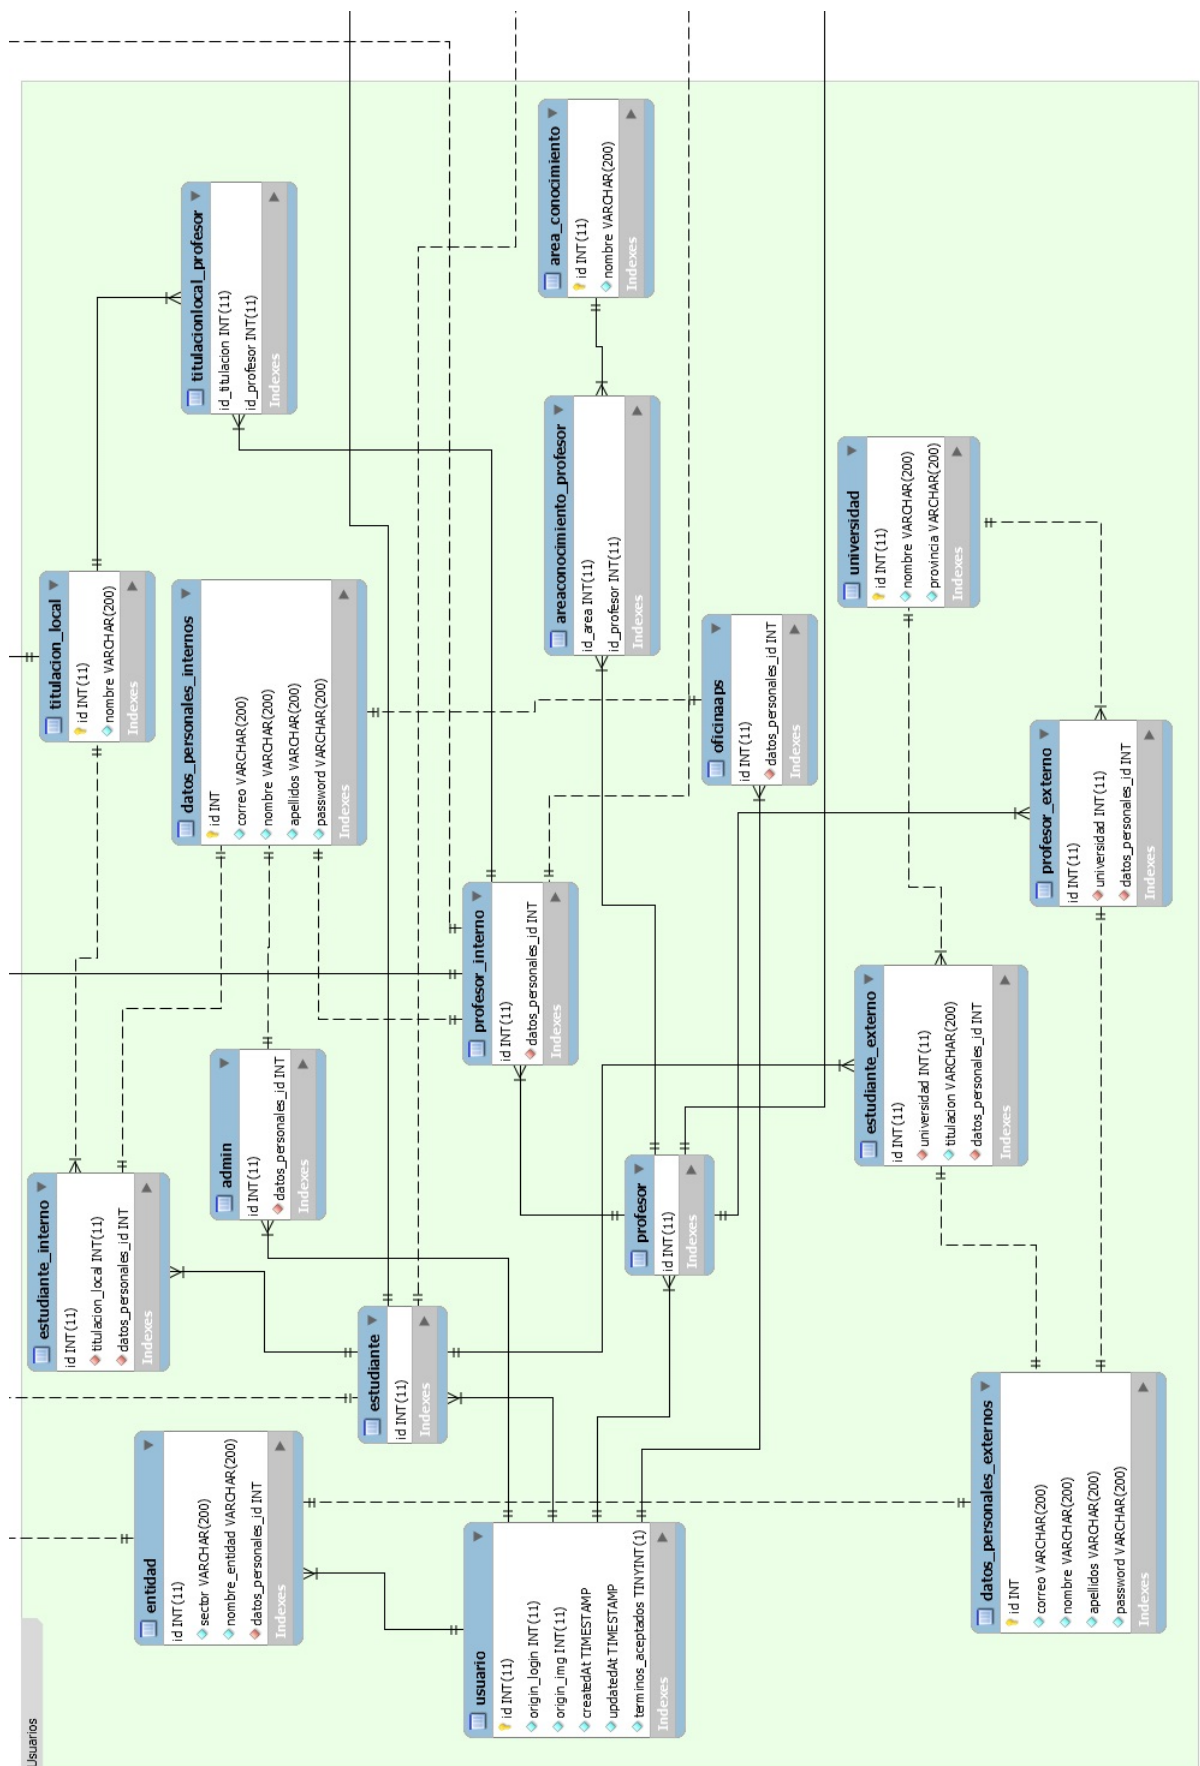 Usuarios
entidad
id INT(11)
sector VARCHAR(200)
nombre_entidad VARCHAR(200)
datos_personales_id INT
Indexes
estudiante_interno
id INT(11)
titulacion_local INT(11)
datos_personales_id INT
Indexes
titulacion_local
id INT(11)
nombre VARCHAR(200)
Indexes
admin
id INT(11)
datos_personales_id INT
Indexes
datos_personales_internos
id INT
correo VARCHAR(200)
nombre VARCHAR(200)
apellidos VARCHAR(200)
password VARCHAR(200)
Indexes
titulacionlocal_profesor
id_titulacion INT(11)
id_profesor INT(11)
Indexes
estudiante
id INT(11)
Indexes
usuario
id INT(11)
origin_login INT(11)
origin_img INT(11)
createdAt TIMESTAMP
updatedAt TIMESTAMP
terminos_aceptados TINYINT(1)
Indexes
profesor_interno
id INT(11)
datos_personales_id INT
Indexes
area_conocimiento
id INT(11)
nombre VARCHAR(200)
Indexes
areaconocimiento_profesor
id_area INT(11)
id_profesor INT(11)
Indexes
profesor
id INT(11)
Indexes
oficinaaps
id INT(11)
datos_personales_id INT
Indexes
universidad
id INT(11)
nombre VARCHAR(200)
provincia VARCHAR(200)
Indexes
estudiante_externo
id INT(11)
universidad INT(11)
titulacion VARCHAR(200)
datos_personales_id INT
Indexes
profesor_externo
id INT(11)
universidad INT(11)
datos_personales_id INT
Indexes
datos_personales_externos
id INT
correo VARCHAR(200)
nombre VARCHAR(200)
apellidos VARCHAR(200)
password VARCHAR(200)
Indexes